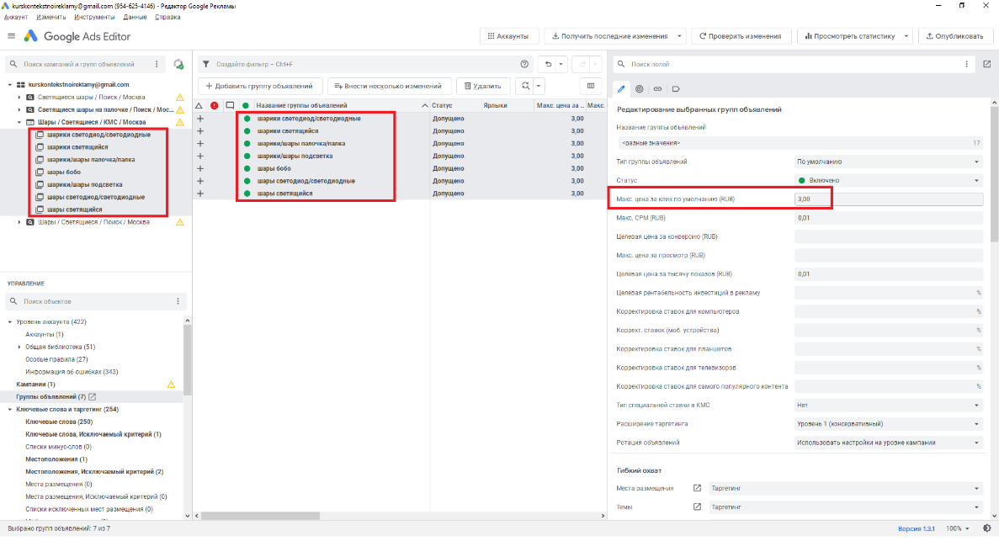 kurskontekstnoireklamy@gmail.com (954-625-4146) - Редактор Google Рекламы
Аккаунт Изменить Инструменты Данные Справка
Google Ads Editor
Аккаунты
Получить последние изменения
Проверить изменения
Просмотреть статистику
Опубликовать
Поиск кампаний и групп объявлений
kurskontekstnoireklamy@gmail.com
Светящиеся шары / Поиск / Москва
Светящиеся шары на палочке / Поиск / Мос...
Шары / Светящиеся / КМС / Москва
шарики светодиод/светодиодные
шарики светящийся
шарики/шары палочка/папка
шары бобо
шарики/шары подсветка
шары светодиод/светодиодные
шары светящийся
Шары / Светящиеся / Поиск / Москва
УПРАВЛЕНИЕ
Поиск объектов
Уровень аккаунта (422)
Аккаунты (1)
Общая библиотека (51)
Особые правила (27)
Информация об ошибках (343)
Кампании (1)
Группы объявлений (7)
Ключевые слова и таргетинг (254)
Ключевые слова (250)
Ключевые слова, Исключаемый критерий (1)
Списки минус-слов (0)
Местоположения (1)
Местоположения, Исключаемый критерий (2)
Места размещения (0)
Места размещения, Исключаемый критерий (0)
Списки исключенных мест размещения (0)
Создайте фильтр – Ctrl+F
Добавить группу объявлений
Внести несколько изменений
Удалить
Название группы объявлений Статус Ярлыки Макс. цена за ... Макс.
шарики светодиод/светодиодные Допущено 3,00
шарики светящийся Допущено 3,00
шарики/шары палочка/папка Допущено 3,00
шарики/шары подсветка Допущено 3,00
шары бобо Допущено 3,00
шары светодиод/светодиодные Допущено 3,00
шары светящийся Допущено 3,00
Поиск полей
Редактирование выбранных групп объявлений
Название группы объявлений
<разные значения> 17
Тип группы объявлений По умолчанию
Статус Включено
Макс. цена за клик по умолчанию (RUB) 3,00
Макс. CPM (RUB) 0,01
Целевая цена за конверсию (RUB)
Макс. цена за просмотр (RUB)
Целевая цена за тысячу показов (RUB) 0,01
Целевая рентабельность инвестиций в рекламу %
Корректировка ставок для компьютеров %
Коррект. ставок (моб. устройства) %
Корректировка ставок для планшетов %
Корректировка ставок для телевизоров %
Корректировка ставок для самого популярного контента %
Тип специальной ставки в КМС Нет
Расширение таргетинга Уровень 1 (консервативный)
Ротация объявлений Использовать настройки на уровне кампании
Гибкий охват
Места размещения Таргетинг
Темы Таргетинг
Выбрано групп объявлений: 7 из 7
Версия 1.3.1 100%